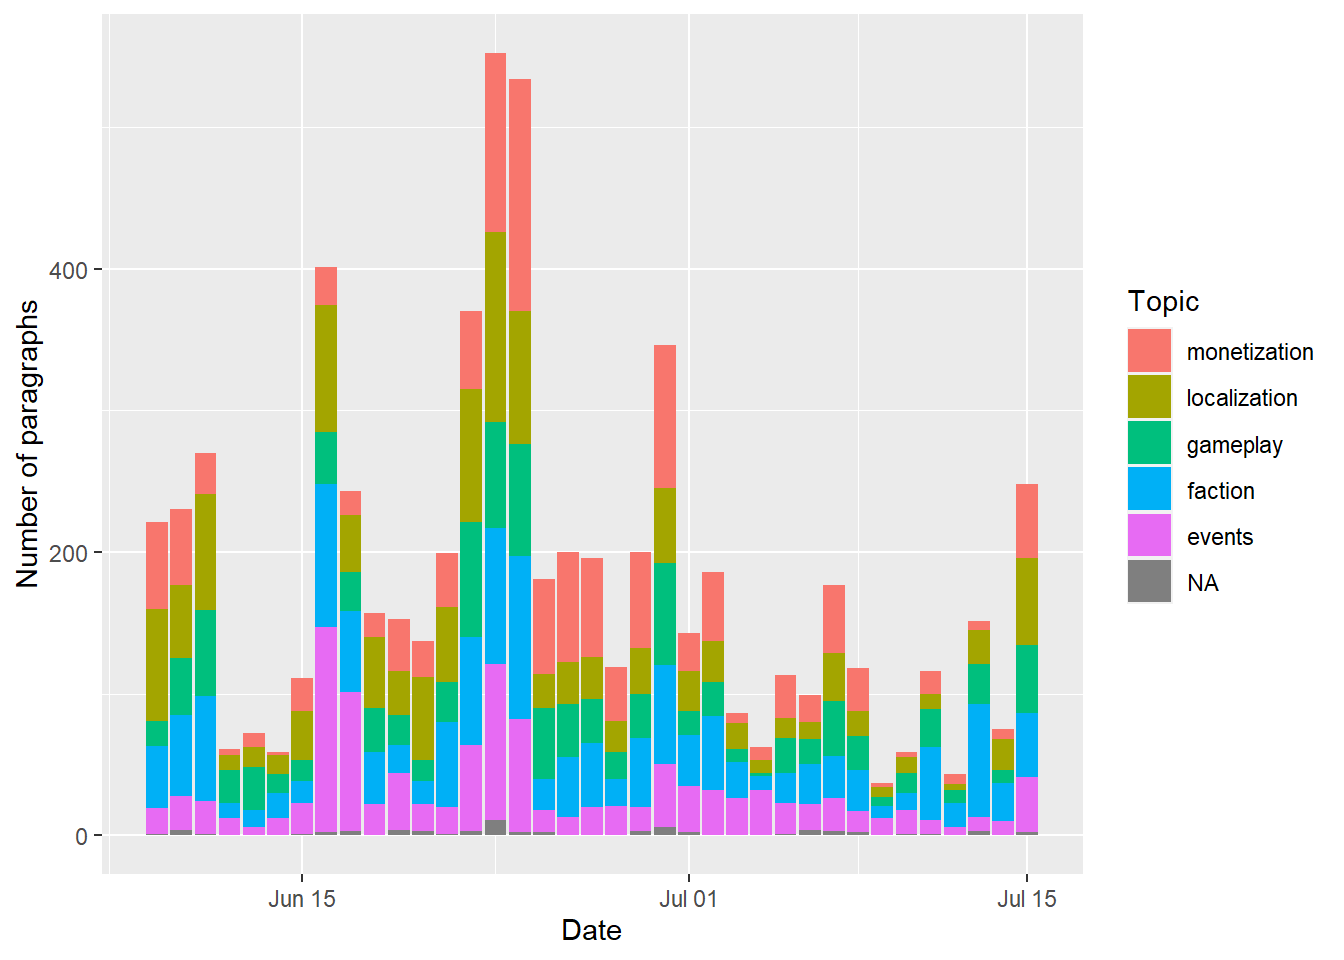 Number of paragraphs
400
200
0
Jun 15
Jul 01
Jul 15
Date
Topic
monetization
localization
gameplay
faction
events
NA